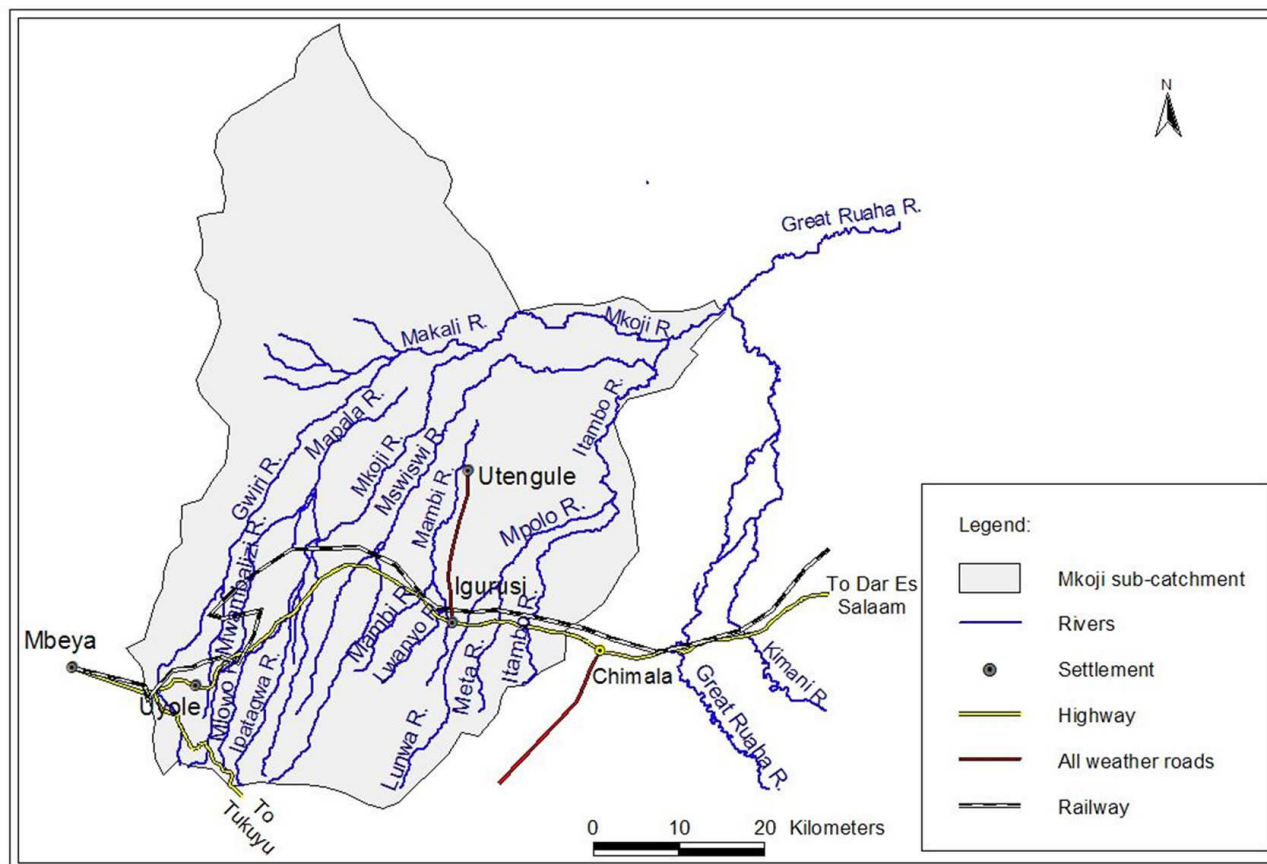 N
Great Ruaha R.
Makali R.
Mkoji R.
Mapala R.
Itambo R.
Gwiri R.
Mkoji R.
Mswiswi R.
Utengule
Mambi R.
Mpolo R.
Mwambalizi R.
Igurusi
To Dar Es
Salaam
Mbeya
Mambi R.
Lwanyo R.
Itambo R.
Meta R.
Chimala
Kimani R.
Uyole
Mlowo R.
Ipatagwa R.
Great Ruaha R.
Lunwa R.
To
Tukuyu
0 10 20 Kilometers
Legend:
Mkoji sub-catchment
Rivers
Settlement
Highway
All weather roads
Railway